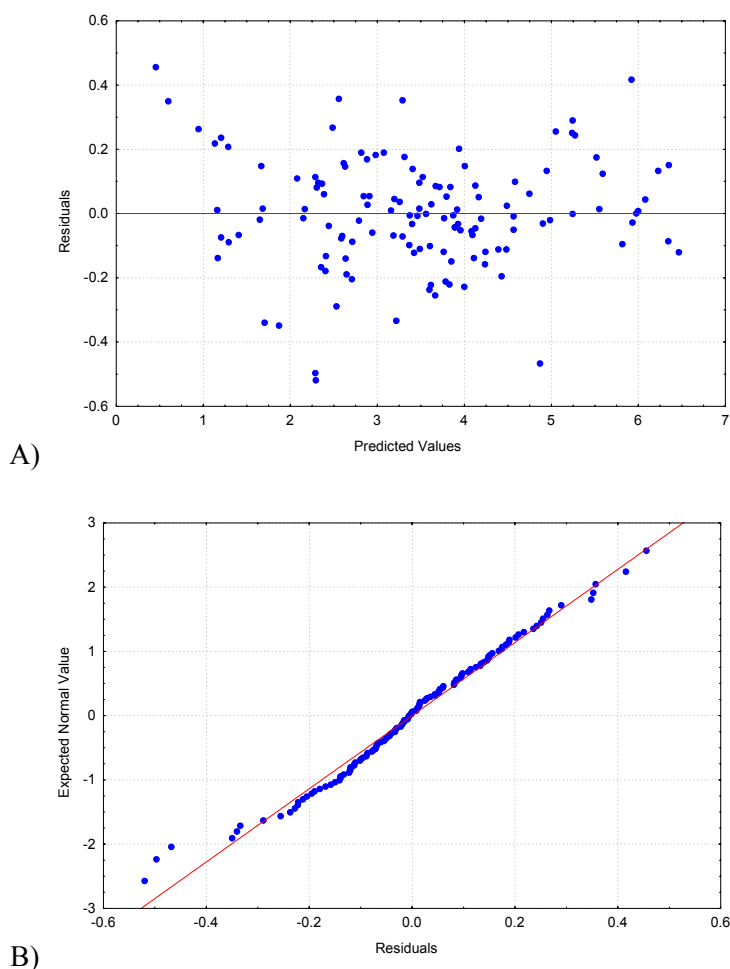 0.6
0.4
0.2
0.0
-0.2
-0.4
-0.6
Residuals
0 1 2 3 4 5 6 7
Predicted Values
A)
3
2
1
0
-1
-2
-3
Expected Normal Value
-0.6 -0.4 -0.2 0.0 0.2 0.4 0.6
Residuals
B)